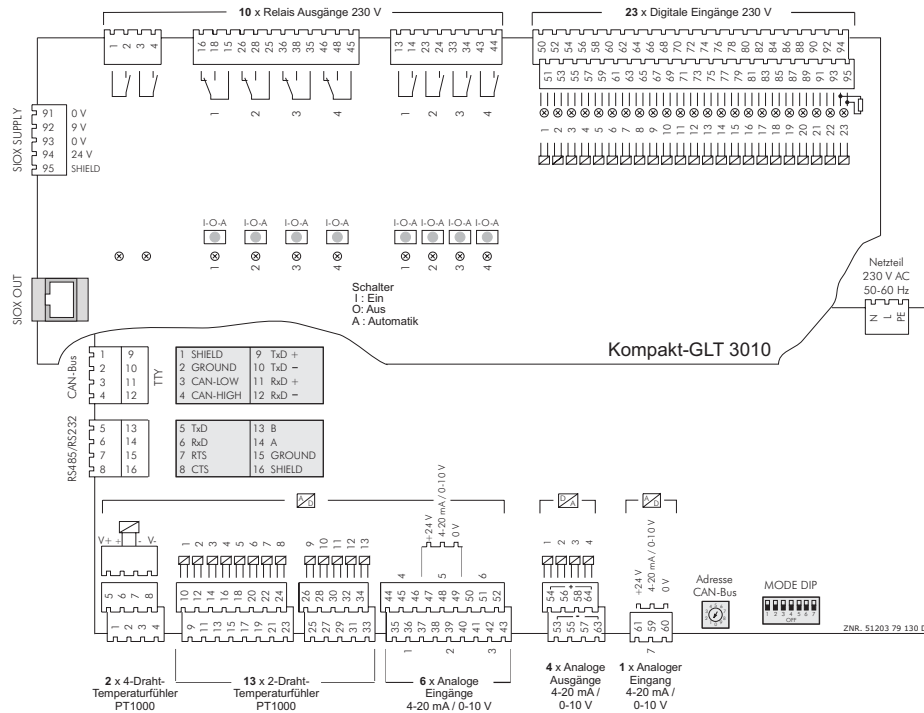 10 x Relais Ausgänge 230 V
23 x Digitale Eingänge 230 V
1 2 3 4
16 18 15 26 28 25 36 38 35 46 48 45
13 14 23 24 33 34 43 44
50 52 54 56 58 60 62 64 66 68 70 72 74 76 78 80 82 84 86 88 90 92 94
51 53 55 57 59 61 63 65 67 69 71 73 75 77 79 81 83 85 87 89 91 93 95
1 2 3 4
1 2 3 4
1 2 3 4 5 6 7 8 9 10 11 12 13 14 15 16 17 18 19 20 21 22 23
SIOX SUPPLY
91 0 V
92 9 V
93 0 V
94 24 V
95 SHIELD
I-O-A I-O-A I-O-A I-O-A I-O-A I-O-A I-O-A I-O-A
1 2 3 4 1 2 3 4
SIOX OUT
Schalter
I : Ein
O: Aus
A : Automatik
Netzteil
230 V AC
50-60 Hz
N L PE
Kompakt-GLT 3010
CAN-Bus
1 9
2 10
3 11
4 12
TTY
1 SHIELD 9 TxD +
2 GROUND 10 TxD −
3 CAN-LOW 11 RxD +
4 CAN-HIGH 12 RxD −
RS485/RS232
5 13
6 14
7 15
8 16
5 TxD 13 B
6 RxD 14 A
7 RTS 15 GROUND
8 CTS 16 SHIELD
A D
D A
A D
V+ + - V-
1 2 3 4 5 6 7 8
9 10 11 12 13
+24 V
4-20 mA / 0-10 V
0 V
4 5 6
1 2 3 4
+24 V
4-20 mA / 0-10 V
0 V
5 6 7 8
10 12 14 16 18 20 22 24
26 28 30 32 34
44 45 46 47 48 49 50 51 52
54 56 58 64
1 2 3 4
9 11 13 15 17 19 21 23
25 27 29 31 33
35 36 37 38 39 40 41 42 43
53 55 57 63
61 59 60
1 2 3
7
Adresse
CAN-Bus
MODE DIP
1 2 3 4 5 6 7
OFF
ZNR. 51203 79 130 D
2 x 4-Draht-
Temperaturfühler
PT1000
13 x 2-Draht-
Temperaturfühler
PT1000
6 x Analoge
Eingänge
4-20 mA / 0-10 V
4 x Analoge
Ausgänge
4-20 mA /
0-10 V
1 x Analoger
Eingang
4-20 mA /
0-10 V